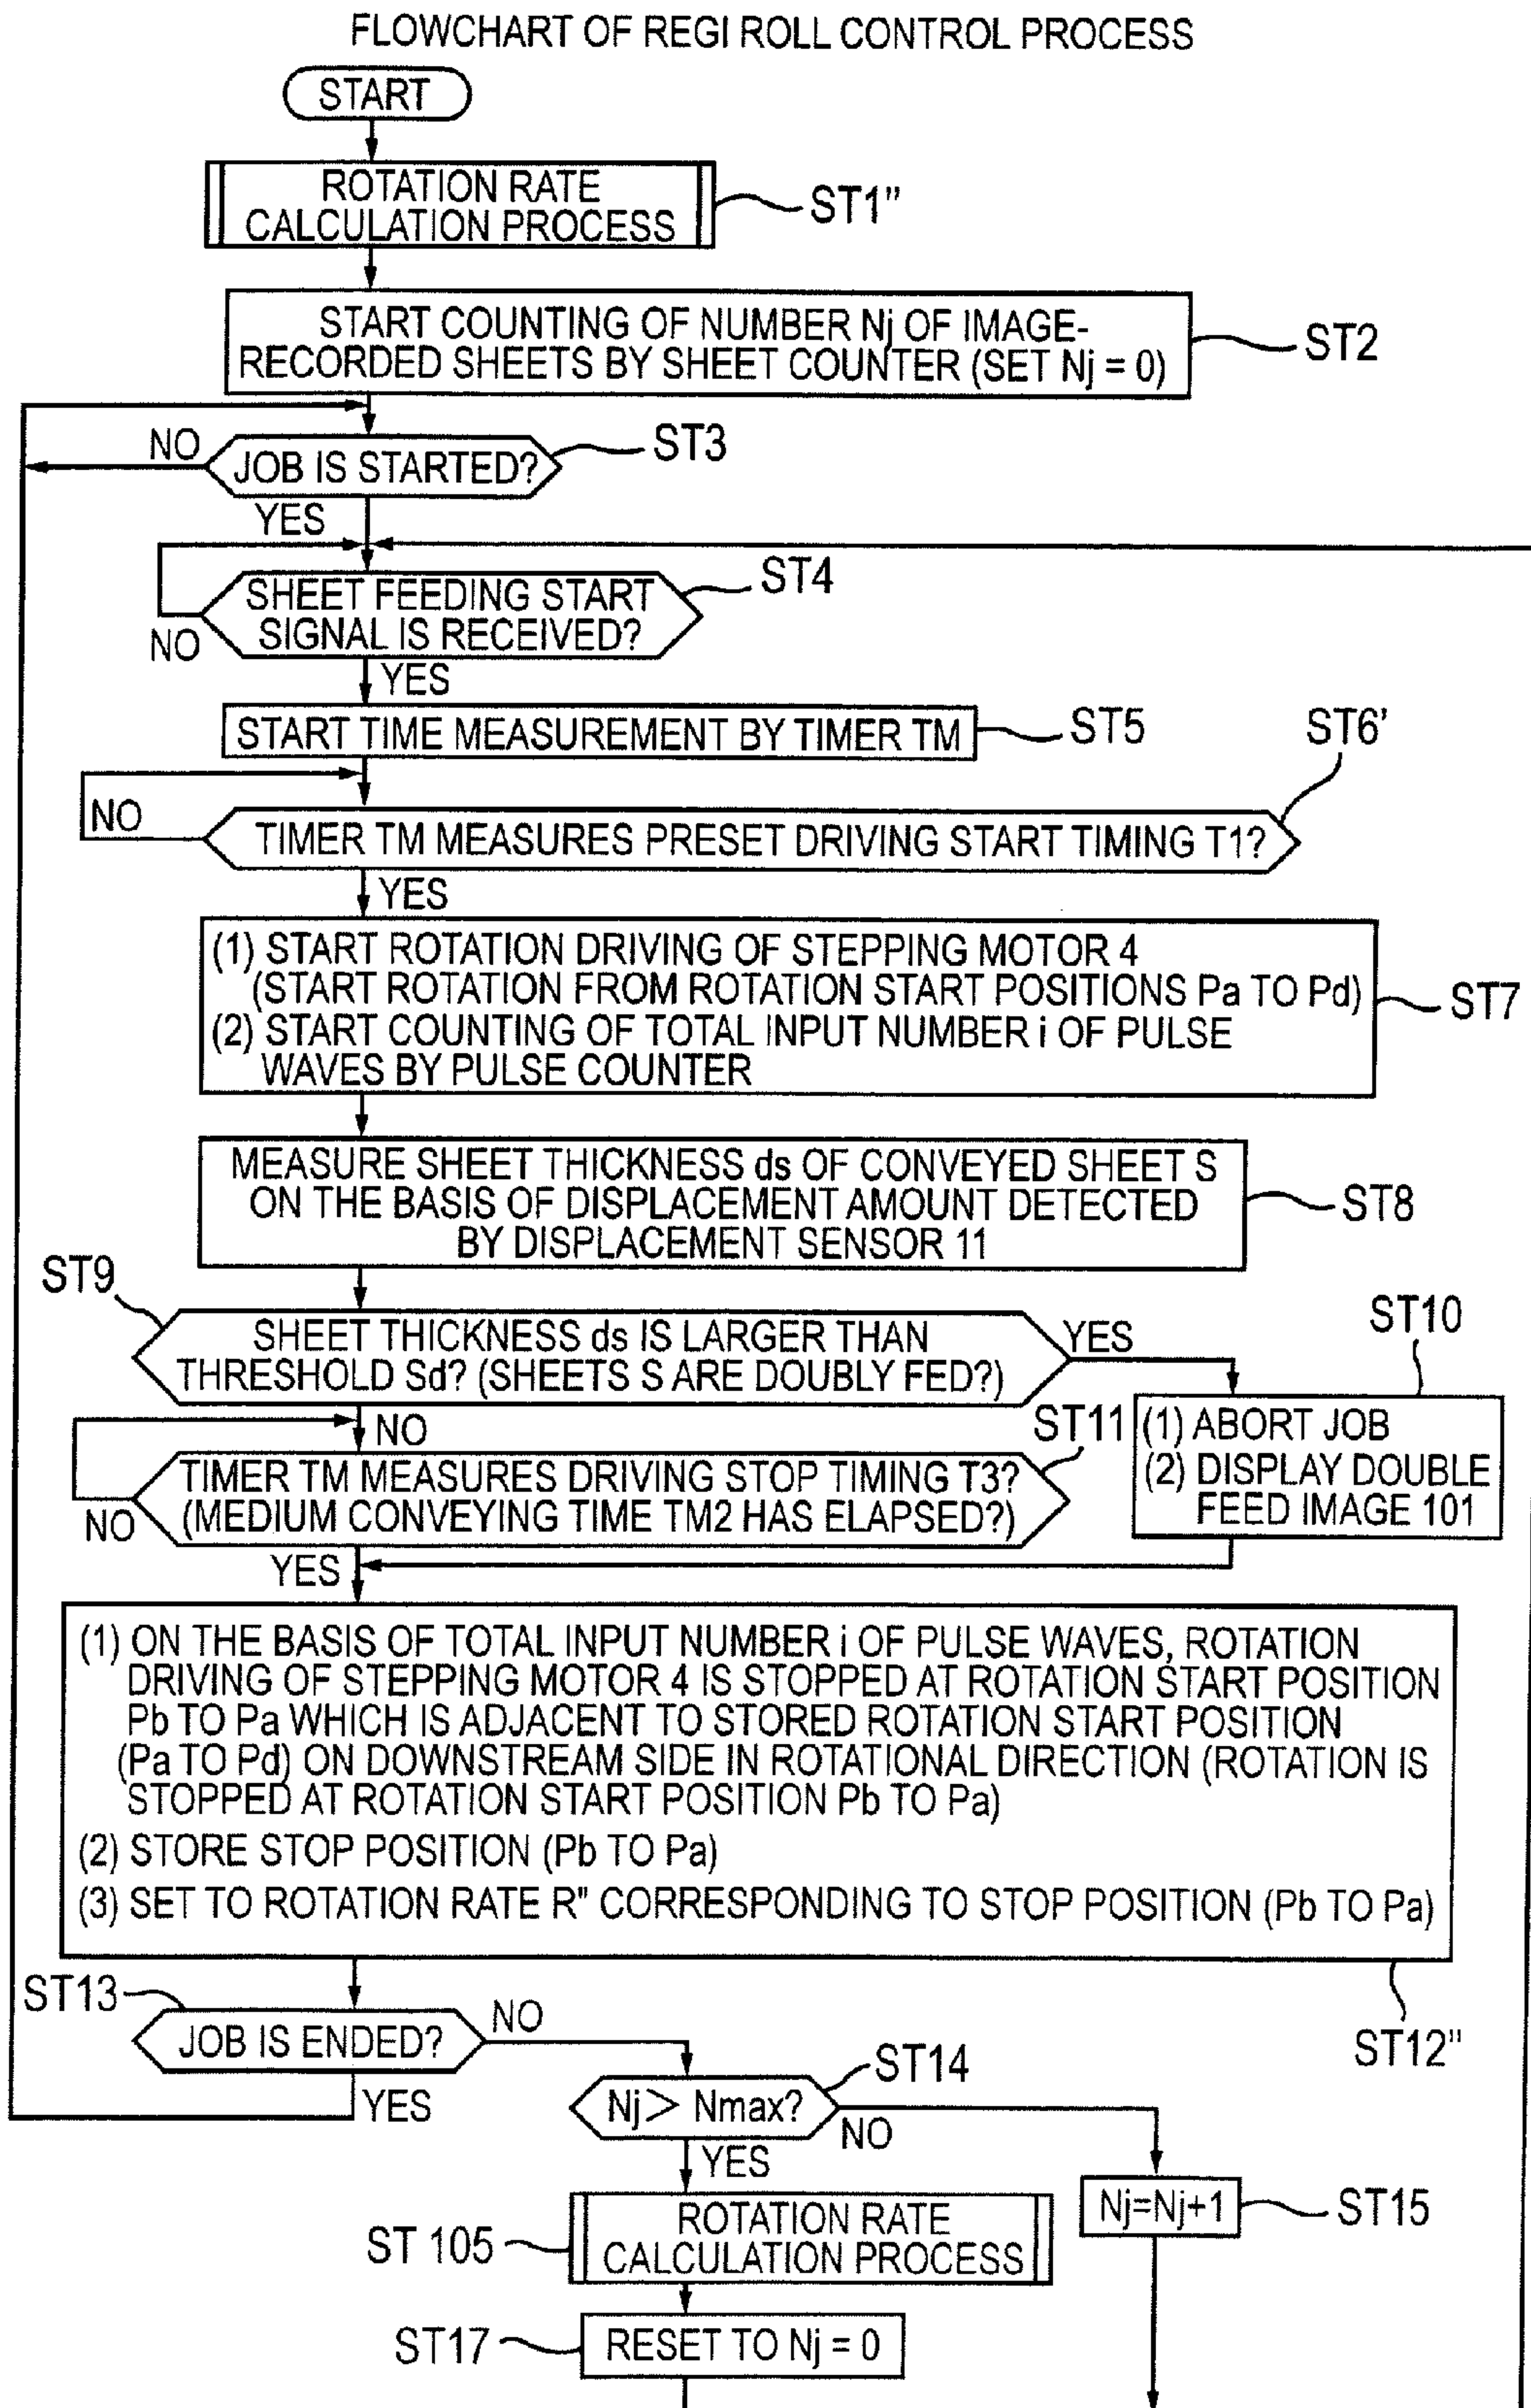 FLOWCHART OF REGI ROLL CONTROL PROCESS
START
ROTATION RATE
CALCULATION PROCESS
ST1"
START COUNTING OF NUMBER Nj OF IMAGE-
RECORDED SHEETS BY SHEET COUNTER (SET Nj = 0)
ST2
NO
JOB IS STARTED?
ST3
YES
SHEET FEEDING START
SIGNAL IS RECEIVED?
ST4
NO
YES
START TIME MEASUREMENT BY TIMER TM
ST5
ST6'
NO
TIMER TM MEASURES PRESET DRIVING START TIMING T1?
YES
(1) START ROTATION DRIVING OF STEPPING MOTOR 4
(START ROTATION FROM ROTATION START POSITIONS Pa TO Pd)
(2) START COUNTING OF TOTAL INPUT NUMBER i OF PULSE
WAVES BY PULSE COUNTER
ST7
MEASURE SHEET THICKNESS ds OF CONVEYED SHEET S
ON THE BASIS OF DISPLACEMENT AMOUNT DETECTED
BY DISPLACEMENT SENSOR 11
ST8
ST9
SHEET THICKNESS ds IS LARGER THAN
THRESHOLD Sd? (SHEETS S ARE DOUBLY FED?)
YES
ST10
(1) ABORT JOB
(2) DISPLAY DOUBLE
FEED IMAGE 101
NO
ST11
TIMER TM MEASURES DRIVING STOP TIMING T3?
(MEDIUM CONVEYING TIME TM2 HAS ELAPSED?)
NO
YES
(1) ON THE BASIS OF TOTAL INPUT NUMBER i OF PULSE WAVES, ROTATION
DRIVING OF STEPPING MOTOR 4 IS STOPPED AT ROTATION START POSITION
Pb TO Pa WHICH IS ADJACENT TO STORED ROTATION START POSITION
(Pa TO Pd) ON DOWNSTREAM SIDE IN ROTATIONAL DIRECTION (ROTATION IS
STOPPED AT ROTATION START POSITION Pb TO Pa)
(2) STORE STOP POSITION (Pb TO Pa)
(3) SET TO ROTATION RATE R" CORRESPONDING TO STOP POSITION (Pb TO Pa)
ST12"
ST13
JOB IS ENDED?
NO
YES
ST14
Nj > Nmax?
NO
YES
Nj=Nj+1
ST15
ST 105
ROTATION RATE
CALCULATION PROCESS
ST17
RESET TO Nj = 0